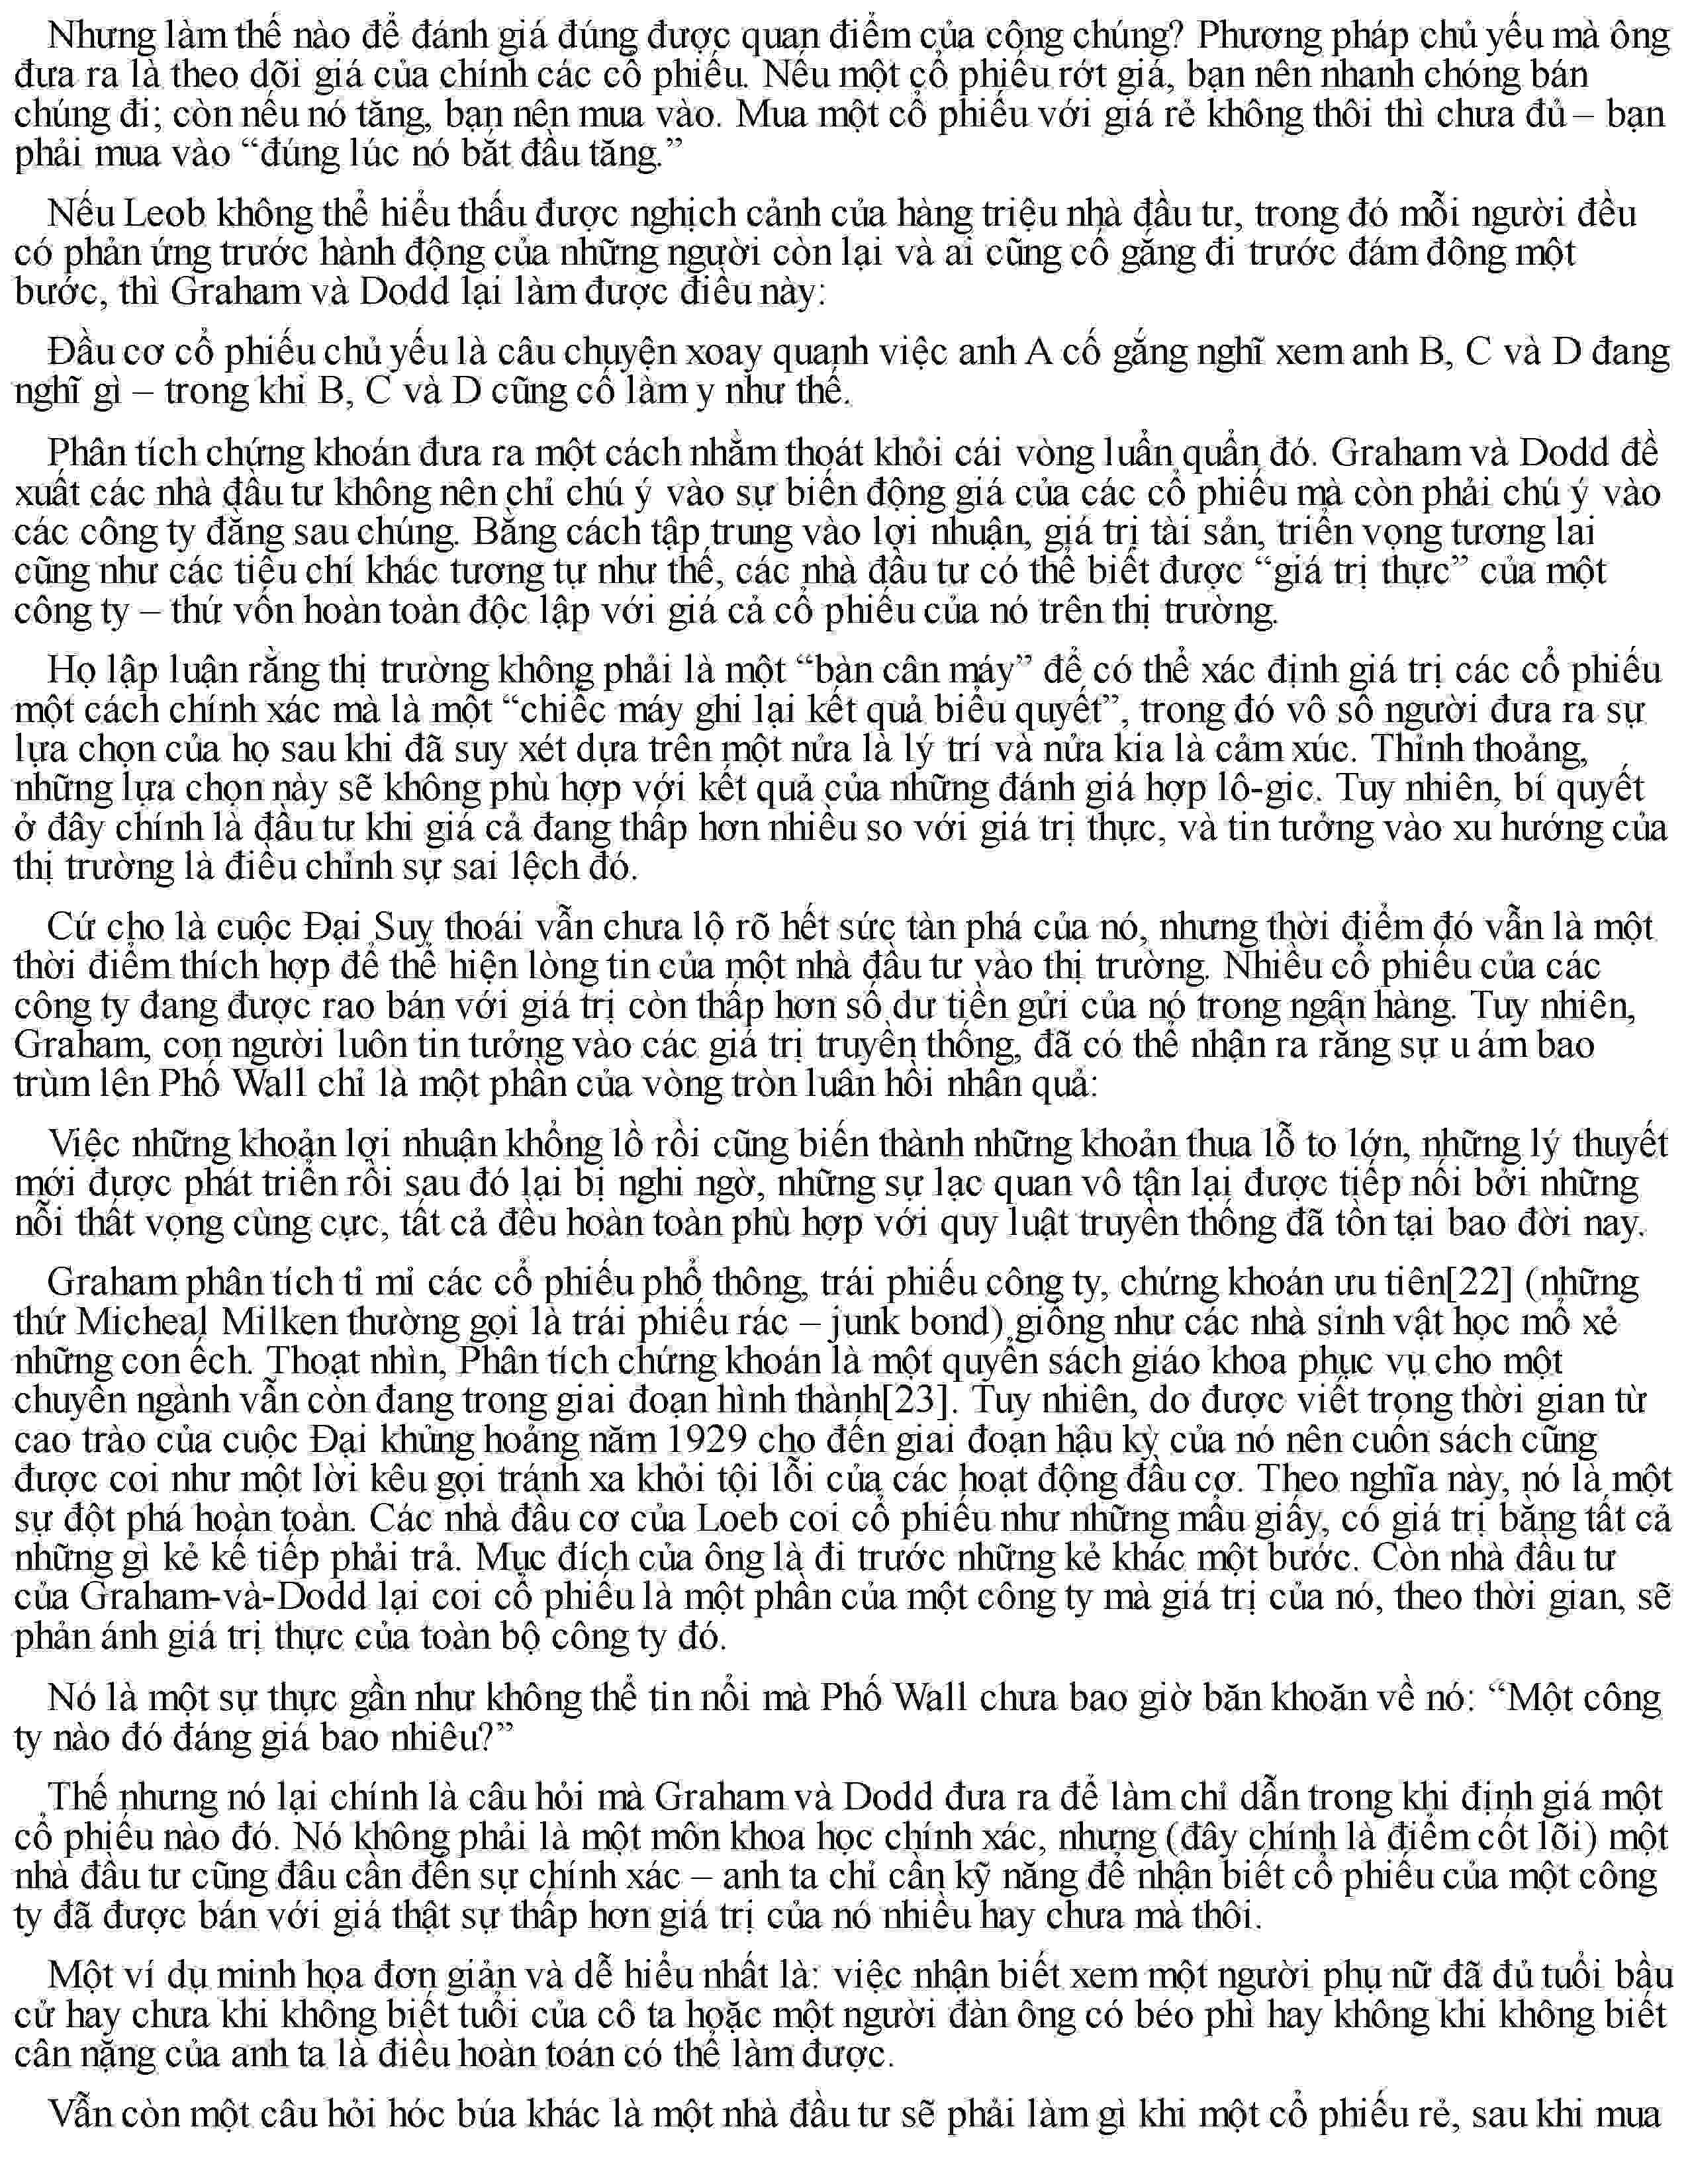 Nhưng làm thế nào để đánh giá đúng được quan điểm của công chúng? Phương pháp chủ yếu mà ông
đưa ra là theo dõi giá của chính các cổ phiếu. Nếu một cổ phiếu rớt giá, bạn nên nhanh chóng bán
chúng đi; còn nếu nó tăng, bạn nên mua vào. Mua một cổ phiếu với giá rẻ không thôi thì chưa đủ – bạn
phải mua vào “đúng lúc nó bắt đầu tăng.”
Nếu Leob không thể hiểu thấu được nghịch cảnh của hàng triệu nhà đầu tư, trong đó mỗi người đều
có phản ứng trước hành động của những người còn lại và ai cũng cố gắng đi trước đám đông một
bước, thì Graham và Dodd lại làm được điều này:
Đầu cơ cổ phiếu chủ yếu là câu chuyện xoay quanh việc anh A cố gắng nghĩ xem anh B, C và D đang
nghĩ gì – trong khi B, C và D cũng cố làm y như thế.
Phân tích chứng khoán đưa ra một cách nhằm thoát khỏi cái vòng luẩn quẩn đó. Graham và Dodd đề
xuất các nhà đầu tư không nên chỉ chú ý vào sự biến động giá của các cổ phiếu mà còn phải chú ý vào
các công ty đằng sau chúng. Bằng cách tập trung vào lợi nhuận, giá trị tài sản, triển vọng tương lai
cũng như các tiêu chí khác tương tự như thế, các nhà đầu tư có thể biết được “giá trị thực” của một
công ty – thứ vốn hoàn toàn độc lập với giá cả cổ phiếu của nó trên thị trường.
Họ lập luận rằng thị trường không phải là một “bàn cân máy” để có thể xác định giá trị các cổ phiếu
một cách chính xác mà là một “chiếc máy ghi lại kết quả biểu quyết”, trong đó vô số người đưa ra sự
lựa chọn của họ sau khi đã suy xét dựa trên một nửa là lý trí và nửa kia là cảm xúc. Thỉnh thoảng,
những lựa chọn này sẽ không phù hợp với kết quả của những đánh giá hợp lô-gic. Tuy nhiên, bí quyết
ở đây chính là đầu tư khi giá cả đang thấp hơn nhiều so với giá trị thực, và tin tưởng vào xu hướng của
thị trường là điều chỉnh sự sai lệch đó.
Cứ cho là cuộc Đại Suy thoái vẫn chưa lộ rõ hết sức tàn phá của nó, nhưng thời điểm đó vẫn là một
thời điểm thích hợp để thể hiện lòng tin của một nhà đầu tư vào thị trường. Nhiều cổ phiếu của các
công ty đang được rao bán với giá trị còn thấp hơn số dư tiền gửi của nó trong ngân hàng. Tuy nhiên,
Graham, con người luôn tin tưởng vào các giá trị truyền thống, đã có thể nhận ra rằng sự u ám bao
trùm lên Phố Wall chỉ là một phần của vòng tròn luân hồi nhân quả:
Việc những khoản lợi nhuận khổng lồ rồi cũng biến thành những khoản thua lỗ to lớn, những lý thuyết
mới được phát triển rồi sau đó lại bị nghi ngờ, những sự lạc quan vô tận lại được tiếp nối bởi những
nỗi thất vọng cùng cực, tất cả đều hoàn toàn phù hợp với quy luật truyền thống đã tồn tại bao đời nay.
Graham phân tích tỉ mỉ các cổ phiếu phổ thông, trái phiếu công ty, chứng khoán ưu tiên[22] (những
thứ Micheal Milken thường gọi là trái phiếu rác – junk bond) giống như các nhà sinh vật học mổ xẻ
những con ếch. Thoạt nhìn, Phân tích chứng khoán là một quyển sách giáo khoa phục vụ cho một
chuyên ngành vẫn còn đang trong giai đoạn hình thành[23]. Tuy nhiên, do được viết trong thời gian từ
cao trào của cuộc Đại khủng hoảng năm 1929 cho đến giai đoạn hậu kỳ của nó nên cuốn sách cũng
được coi như một lời kêu gọi tránh xa khỏi tội lỗi của các hoạt động đầu cơ. Theo nghĩa này, nó là một
sự đột phá hoàn toàn. Các nhà đầu cơ của Loeb coi cổ phiếu như những mẩu giấy, có giá trị bằng tất cả
những gì kẻ kế tiếp phải trả. Mục đích của ông là đi trước những kẻ khác một bước. Còn nhà đầu tư
của Graham-và-Dodd lại coi cổ phiếu là một phần của một công ty mà giá trị của nó, theo thời gian, sẽ
phản ánh giá trị thực của toàn bộ công ty đó.
Nó là một sự thực gần như không thể tin nổi mà Phố Wall chưa bao giờ băn khoăn về nó: “Một công
ty nào đó đáng giá bao nhiêu?”
Thế nhưng nó lại chính là câu hỏi mà Graham và Dodd đưa ra để làm chỉ dẫn trong khi định giá một
cổ phiếu nào đó. Nó không phải là một môn khoa học chính xác, nhưng (đây chính là điểm cốt lõi) một
nhà đầu tư cũng đâu cần đến sự chính xác – anh ta chỉ cần kỹ năng để nhận biết cổ phiếu của một công
ty đã được bán với giá thật sự thấp hơn giá trị của nó nhiều hay chưa mà thôi.
Một ví dụ minh họa đơn giản và dễ hiểu nhất là: việc nhận biết xem một người phụ nữ đã đủ tuổi bầu
cử hay chưa khi không biết tuổi của cô ta hoặc một người đàn ông có béo phì hay không khi không biết
cân nặng của anh ta là điều hoàn toán có thể làm được.
Vẫn còn một câu hỏi hóc búa khác là một nhà đầu tư sẽ phải làm gì khi một cổ phiếu rẻ, sau khi mua